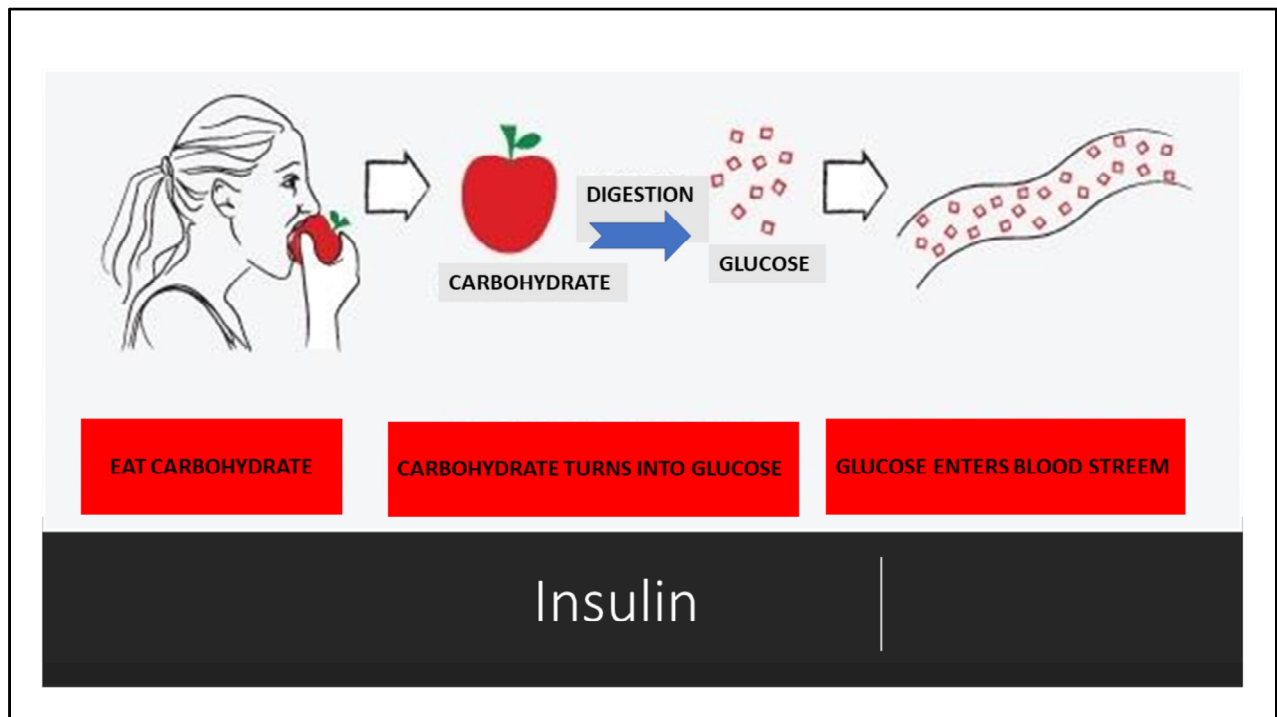 DIGESTION
CARBOHYDRATE
GLUCOSE
EAT CARBOHYDRATE
CARBOHYDRATE TURNS INTO GLUCOSE
GLUCOSE ENTERS BLOOD STREEM
Insulin